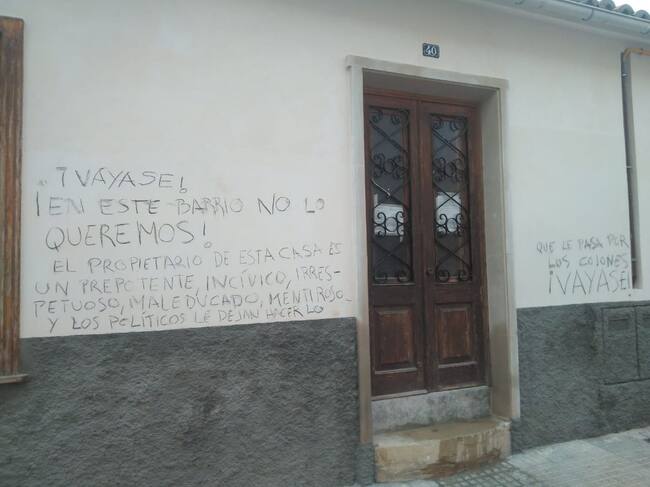 40
¡VAYASE!
¡EN ESTE BARRIO NO LO
QUEREMOS!
EL PROPIETARIO DE ESTA CASA ES
UN PREPOTENTE, INCÍVICO, IRRES-
PETUOSO, MALEDUCADO, MENTIROSO
Y LOS POLÍTICOS LE DEJAN HACERLO
QUE LE PASA POR
LOS COJONES
¡VAYASE!